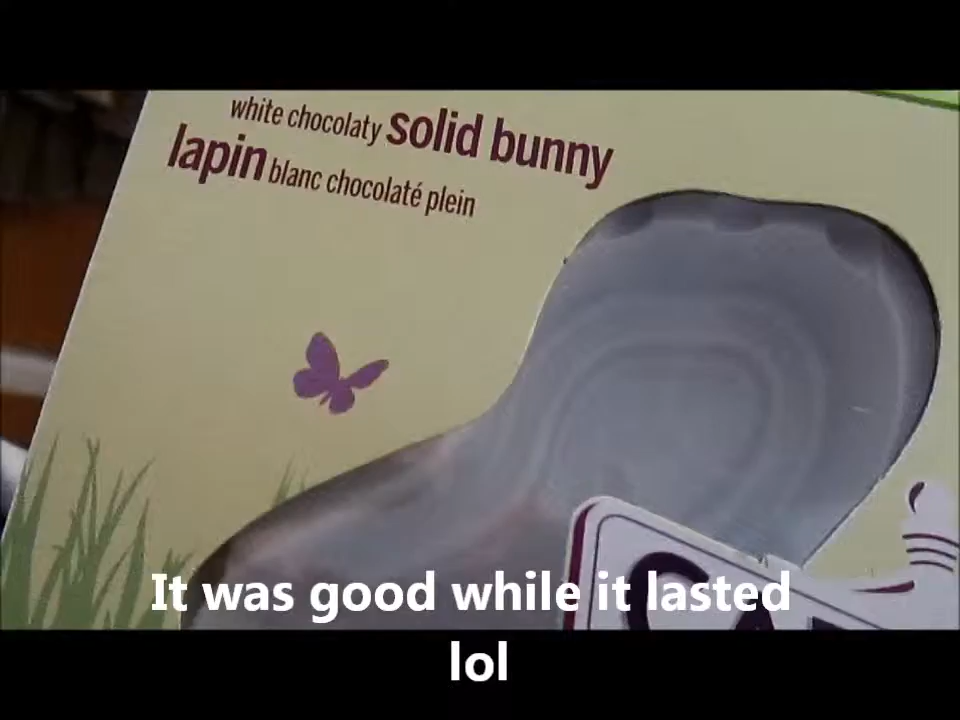 white chocolaty solid bunny
lapin blanc chocolaté plein
It was good while it lasted
lol